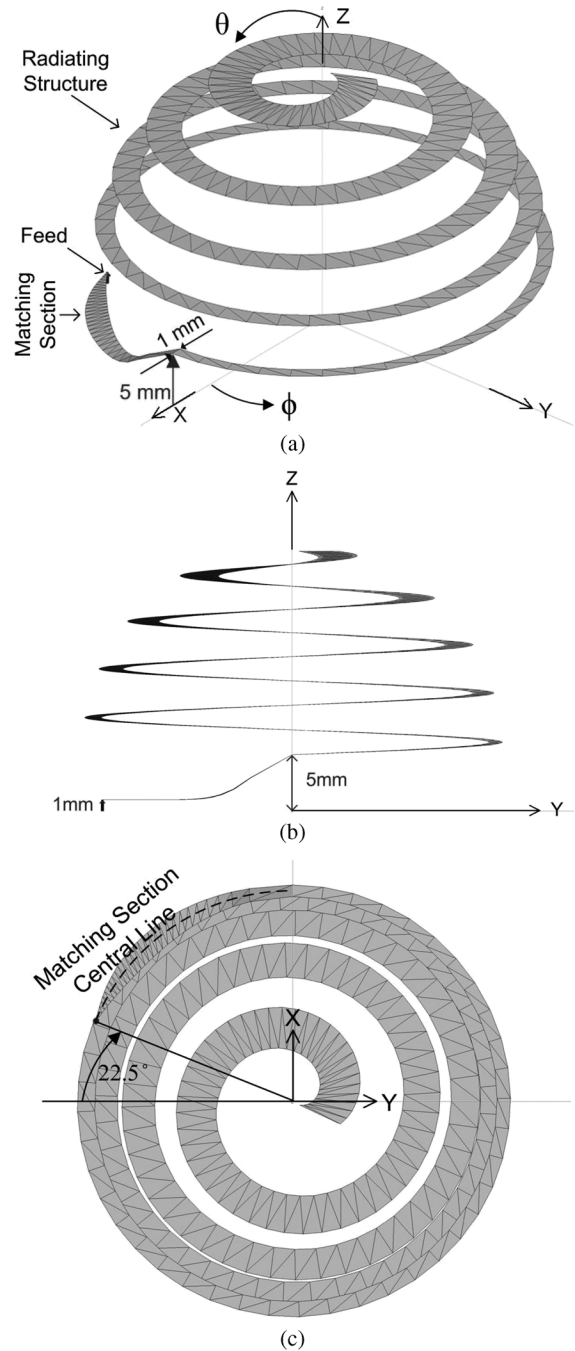 Z
θ
Radiating
Structure
Feed
Matching
Section
1 mm
5 mm
X
ϕ
Y
(a)
Z
5mm
1mm
Y
(b)
Matching Section
Central Line
X
22.5°
Y
(c)